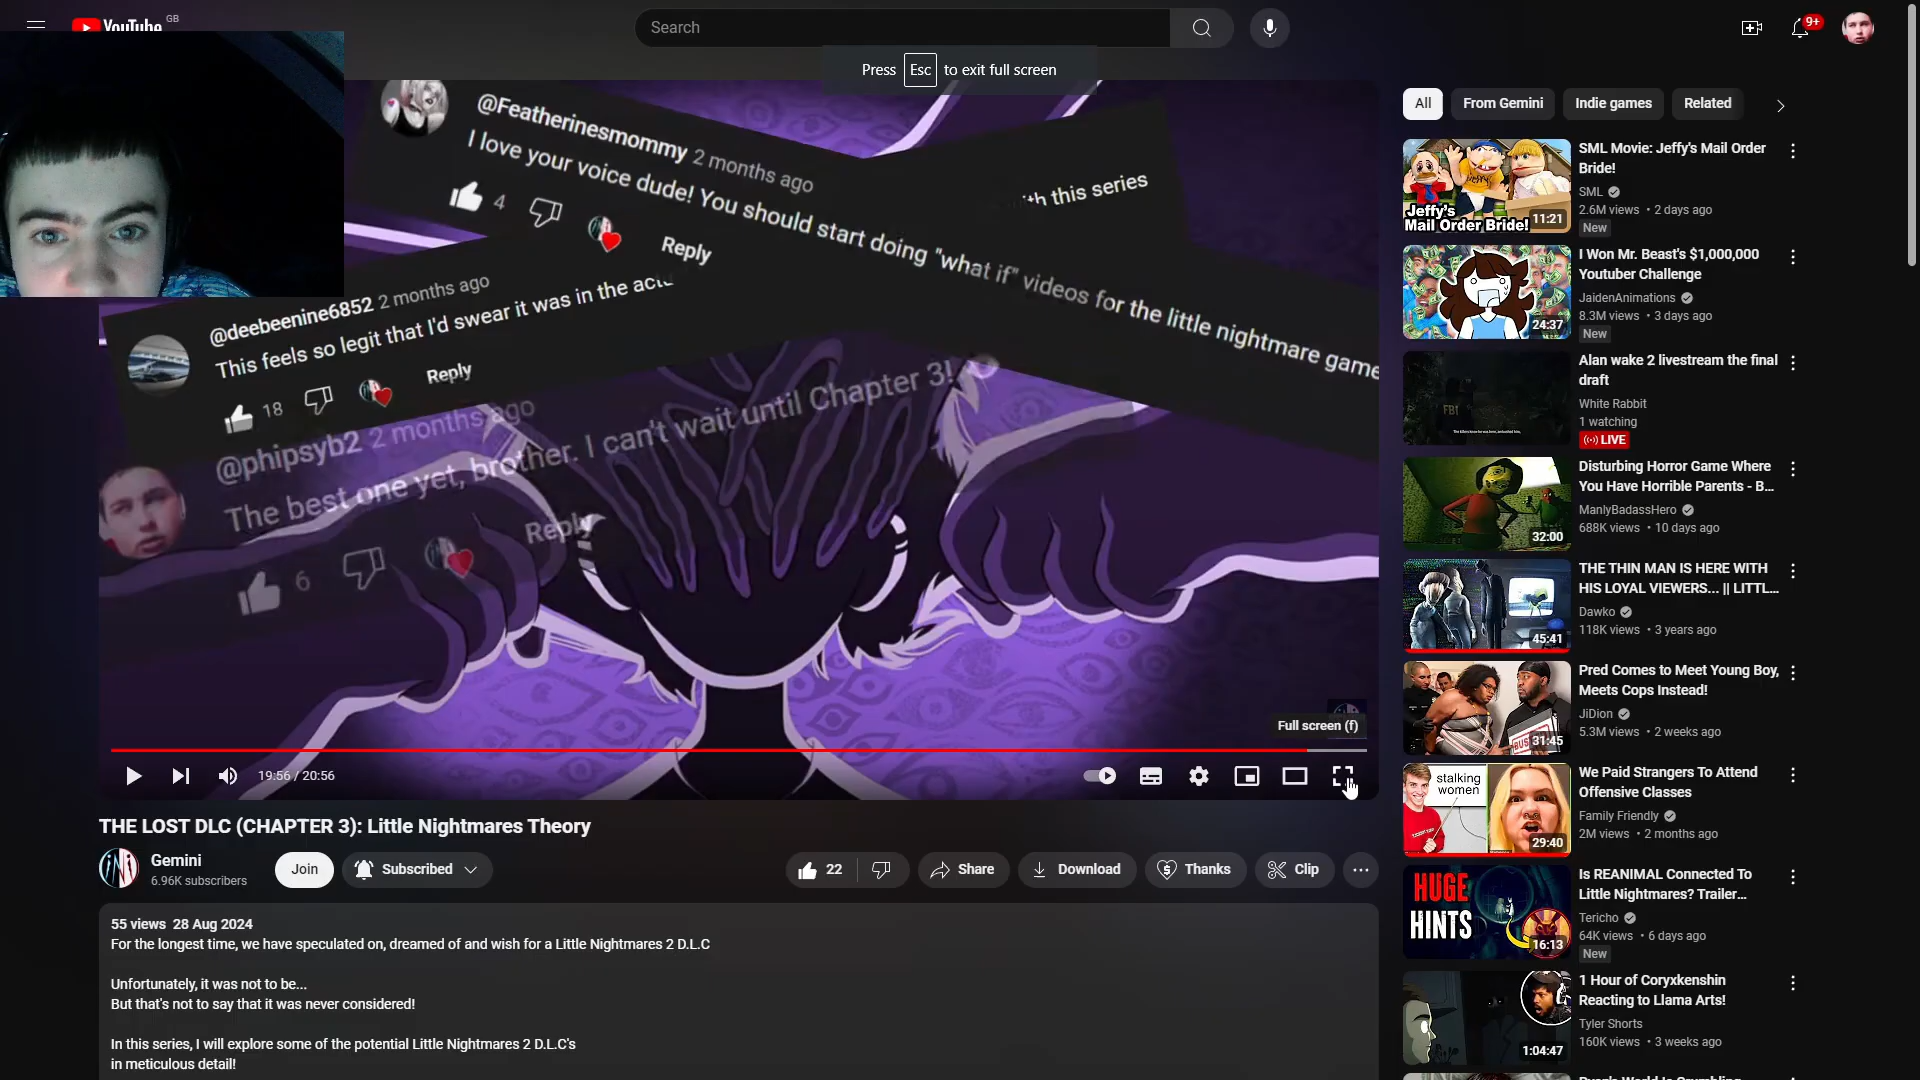 YouTube GB
Search
9+
Press Esc to exit full screen
@Featherinesmommy 2 months ago
I love your voice dude! You should start doing "what if" videos for the little nightmare game
4
Reply
with this series
@deebeenine6852 2 months ago
This feels so legit that I'd swear it was in the
18
Reply
@phipsyb2 2 months ago
The best one yet, brother. I can't wait until Chapter 3!
6
Reply
Full screen (f)
19:56 / 20:56
THE LOST DLC (CHAPTER 3): Little Nightmares Theory
Gemini
6.96K subscribers
Join
Subscribed
22
Share
Download
Thanks
Clip
55 views 28 Aug 2024
For the longest time, we have speculated on, dreamed of and wish for a Little Nightmares 2 D.L.C
Unfortunately, it was not to be...
But that's not to say that it was never considered!
In this series, I will explore some of the potential Little Nightmares 2 D.L.C's
in meticulous detail!
All
From Gemini
Indie games
Related
Jeffy's
Mail Order Bride!
11:21
SML Movie: Jeffy's Mail Order
Bride!
SML
2.6M views • 2 days ago
New
24:37
I Won Mr. Beast's $1,000,000
Youtuber Challenge
JaidenAnimations
8.3M views • 3 days ago
New
FBI
Alan wake 2 livestream the final
draft
White Rabbit
1 watching
LIVE
32:00
Disturbing Horror Game Where
You Have Horrible Parents - B...
ManlyBadassHero
688K views • 10 days ago
45:41
THE THIN MAN IS HERE WITH
HIS LOYAL VIEWERS... || LITTL...
Dawko
118K views • 3 years ago
31:45
Pred Comes to Meet Young Boy,
Meets Cops Instead!
JiDion
5.3M views • 2 weeks ago
stalking
women
29:40
We Paid Strangers To Attend
Offensive Classes
Family Friendly
2M views • 2 months ago
HUGE
HINTS
16:13
Is REANIMAL Connected To
Little Nightmares? Trailer...
Tericho
64K views • 6 days ago
New
1:04:47
1 Hour of Coryxkenshin
Reacting to Llama Arts!
Tyler Shorts
160K views • 3 weeks ago